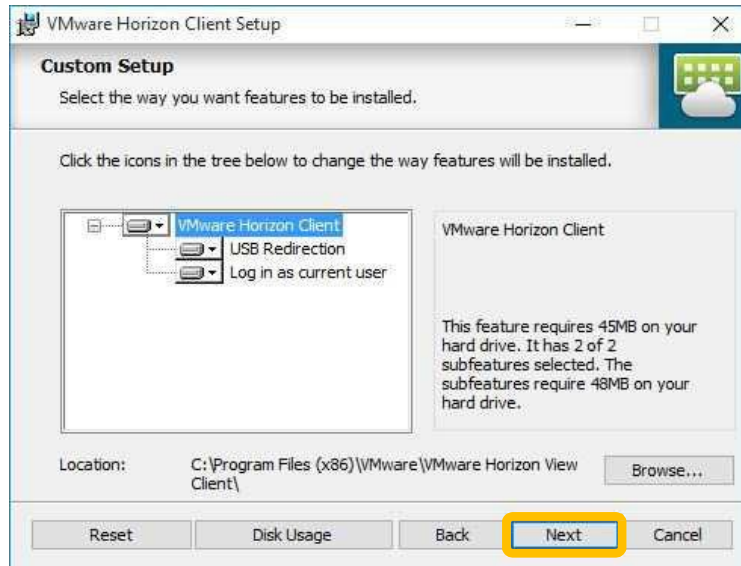 VMware Horizon Client Setup
Custom Setup
Select the way you want features to be installed.
Click the icons in the tree below to change the way features will be installed.
VMware Horizon Client
USB Redirection
Log in as current user
VMware Horizon Client
This feature requires 45MB on your
hard drive. It has 2 of 2
subfeatures selected. The
subfeatures require 48MB on your
hard drive.
Location: C:\Program Files (x86)\VMware\VMware Horizon View
Client\
Browse...
Reset Disk Usage Back Next Cancel